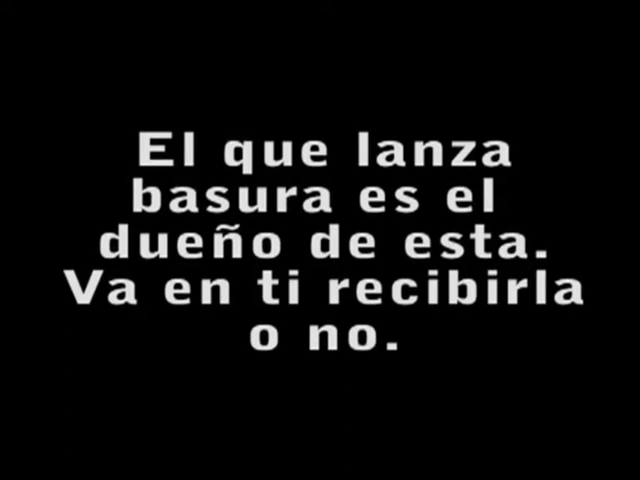 El que lanza
basura es el
dueño de esta.
Va en ti recibirla
o no.